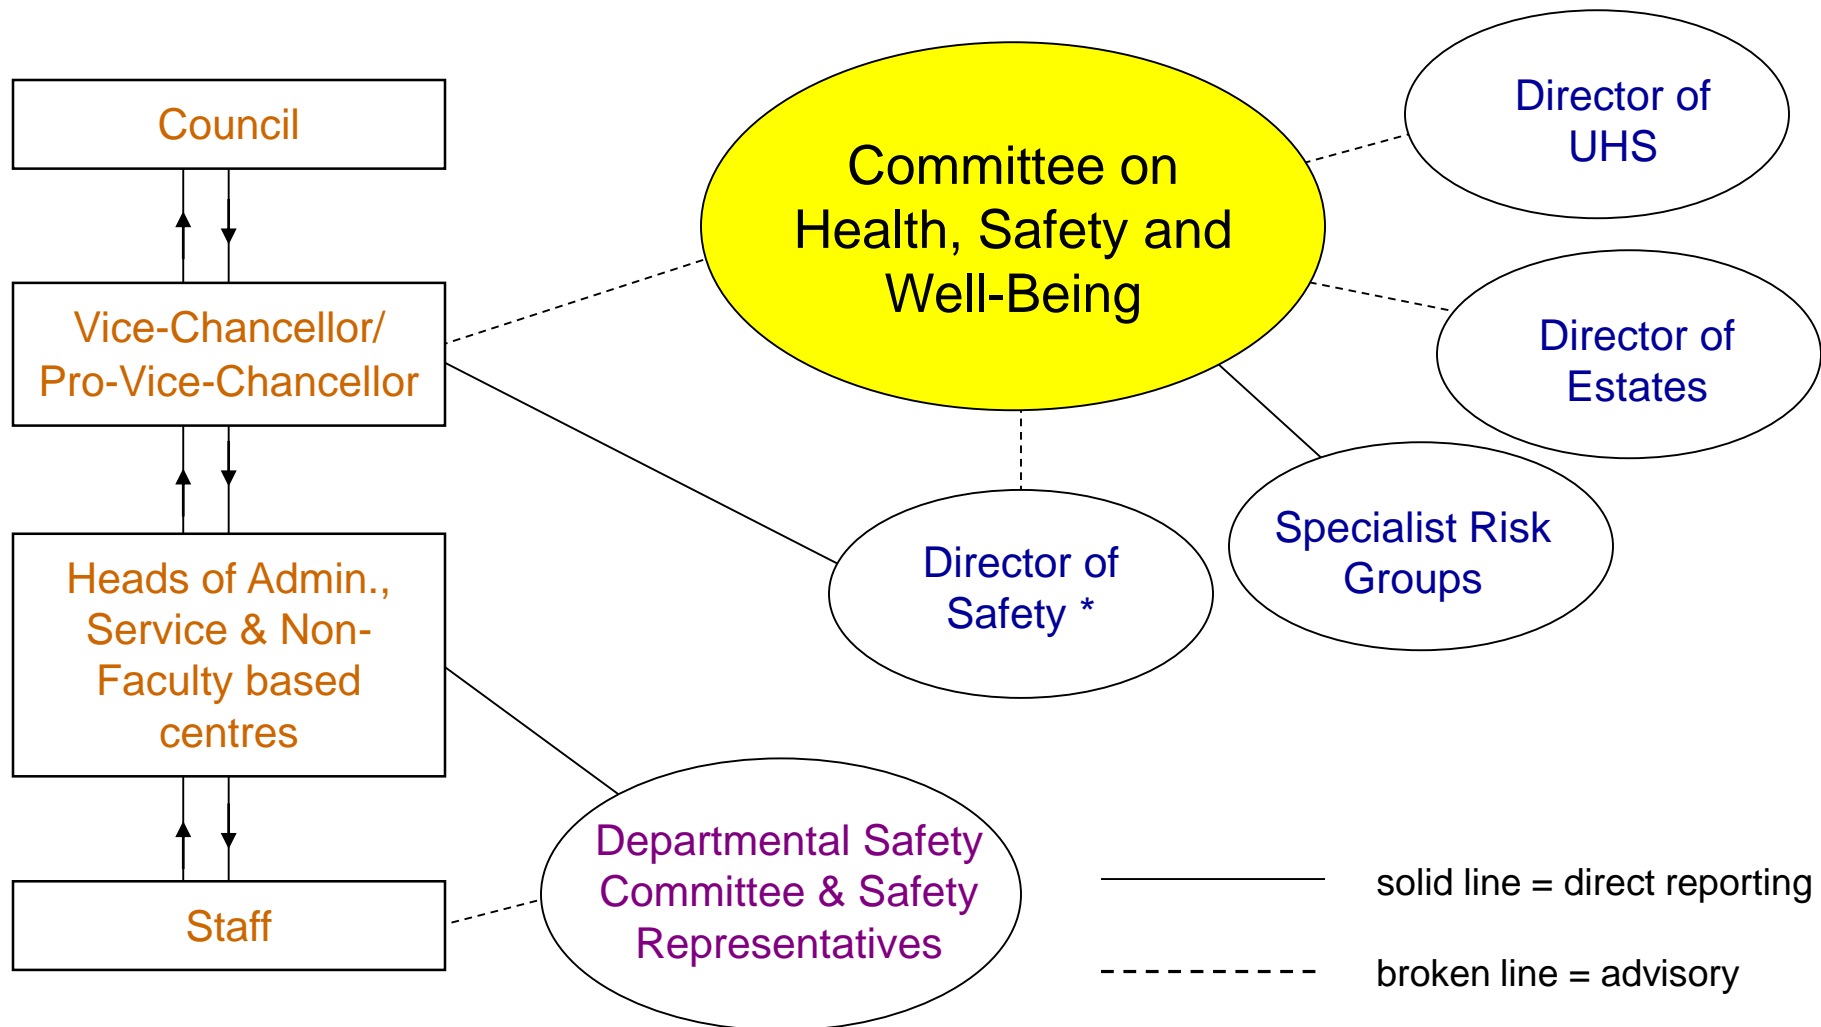 Council
Vice-Chancellor/
Pro-Vice-Chancellor
Heads of Admin.,
Service & Non-
Faculty based
centres
Staff
Committee on
Health, Safety and
Well-Being
Director of
UHS
Director of
Estates
Specialist Risk
Groups
Director of
Safety *
Departmental Safety
Committee & Safety
Representatives
solid line = direct reporting
broken line = advisory